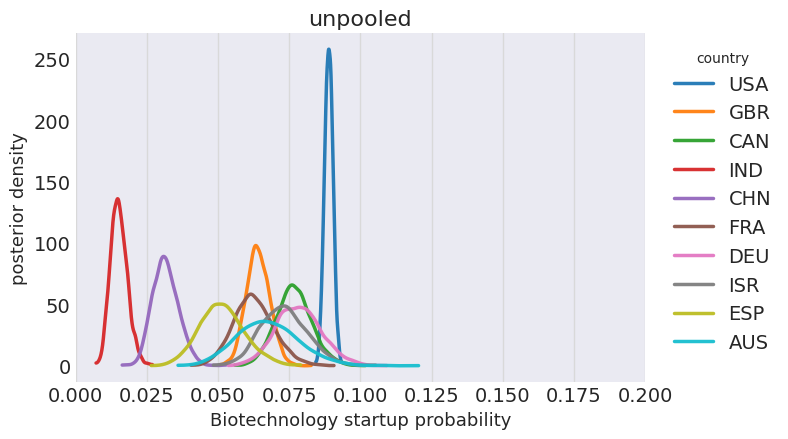 unpooled
posterior density
250
200
150
100
50
0
0.000 0.025 0.050 0.075 0.100 0.125 0.150 0.175 0.200
Biotechnology startup probability
country
USA
GBR
CAN
IND
CHN
FRA
DEU
ISR
ESP
AUS